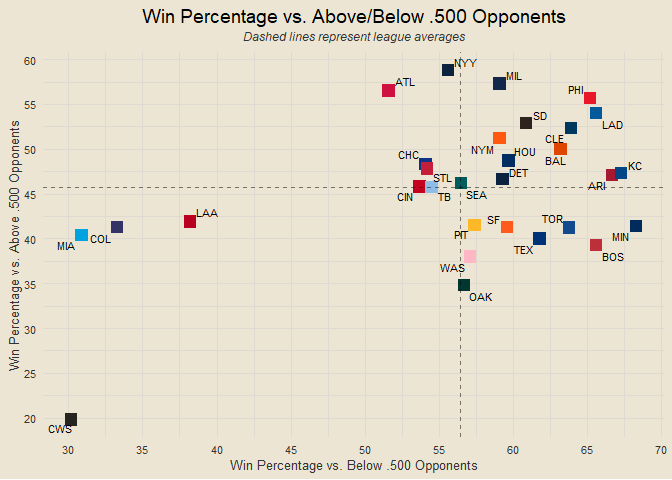 Win Percentage vs. Above/Below .500 Opponents
Dashed lines represent league averages
Win Percentage vs. Above .500 Opponents
60
55
50
45
40
35
30
25
20
NYY
ATL
MIL
PHI
SD
LAD
CLE
NYM
HOU
BAL
CHC
STL
DET
KC
ARI
CIN
TB
SEA
LAA
COL
MIA
PIT
SF
TOR
TEX
MIN
BOS
WAS
OAK
CWS
30 35 40 45 50 55 60 65 70
Win Percentage vs. Below .500 Opponents